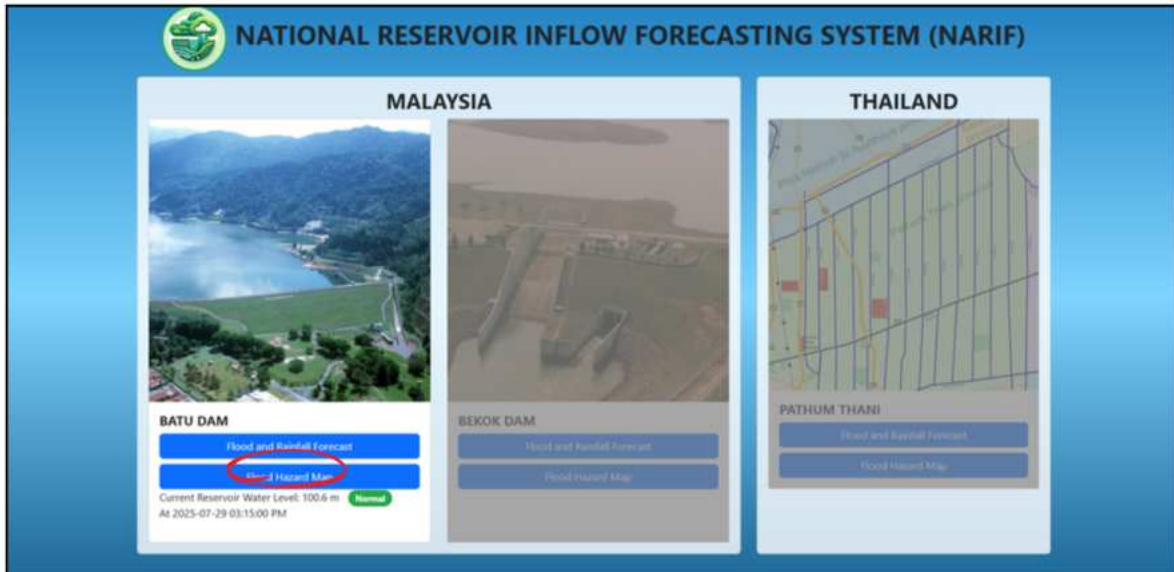 NATIONAL RESERVOIR INFLOW FORECASTING SYSTEM (NARIF)
MALAYSIA
BATU DAM
Flood and Rainfall Forecast
Flood Hazard Map
Current Reservoir Water Level: 100.6 m Normal
At 2025-07-29 03:15:00 PM
BEKOK DAM
Flood and Rainfall Forecast
Flood Hazard Map
THAILAND
PATHUM THANI
Flood and Rainfall Forecast
Flood Hazard Map